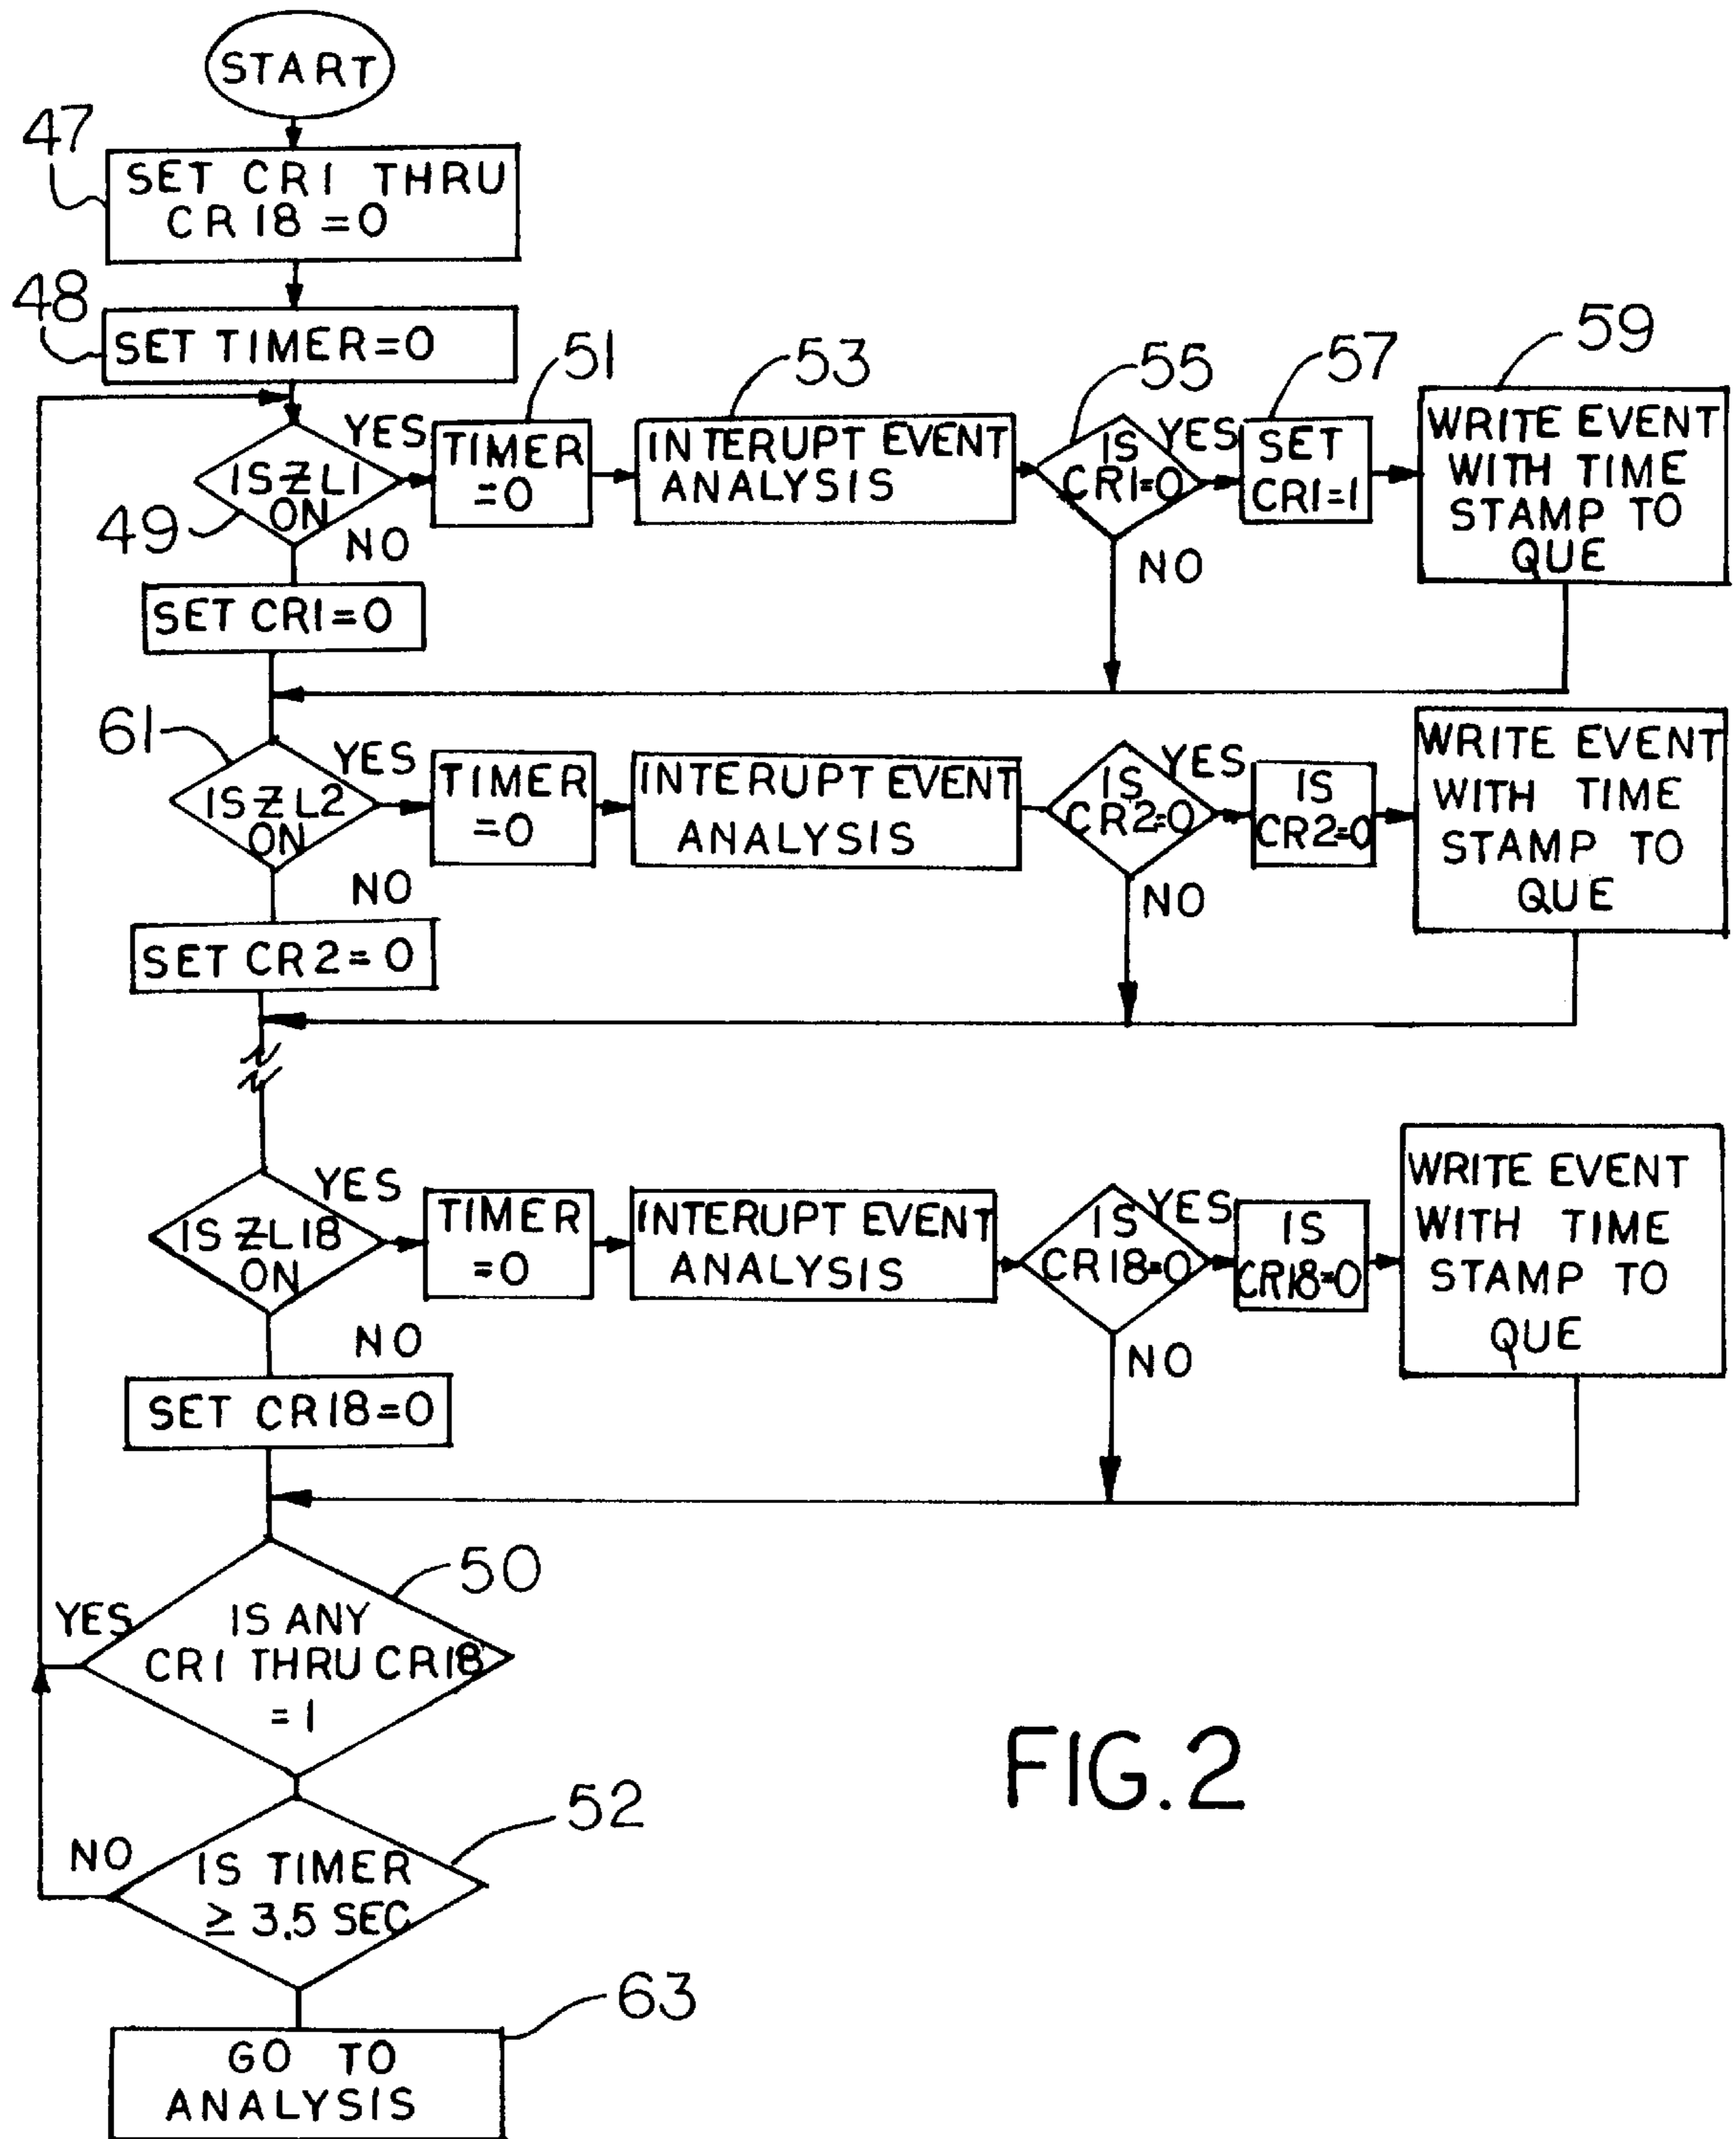 START
47
SET CR1 THRU
CR18=0
48
SET TIMER=0
49
IS ZL1
ON
YES
NO
51
TIMER
=0
53
INTERUPT EVENT
ANALYSIS
55
IS
CR1=0
YES
NO
57
SET
CR1=1
59
WRITE EVENT
WITH TIME
STAMP TO
QUE
SET CR1=0
61
IS ZL2
ON
YES
NO
TIMER
=0
INTERUPT EVENT
ANALYSIS
IS
CR2=0
YES
NO
IS
CR2=0
WRITE EVENT
WITH TIME
STAMP TO
QUE
SET CR2=0
IS ZL18
ON
YES
NO
TIMER
=0
INTERUPT EVENT
ANALYSIS
IS
CR18=0
YES
NO
IS
CR18=0
WRITE EVENT
WITH TIME
STAMP TO
QUE
SET CR18=0
50
YES
IS ANY
CR1 THRU CR18
=1
52
NO
IS TIMER
≥ 3.5 SEC
63
GO TO
ANALYSIS
FIG.2